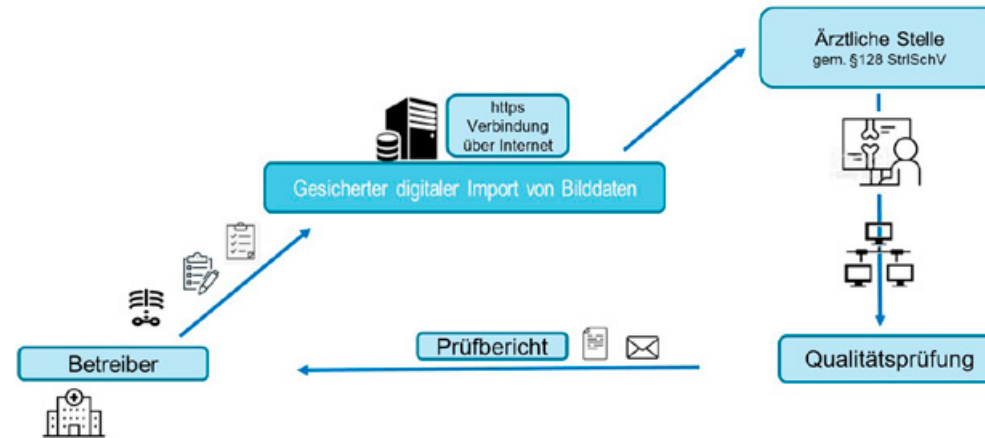 Ärztliche Stelle
gem. §128 StrlSchV
https
Verbindung
über Internet
Gesicherter digitaler Import von Bilddaten
Betreiber
Prüfbericht
Qualitätsprüfung